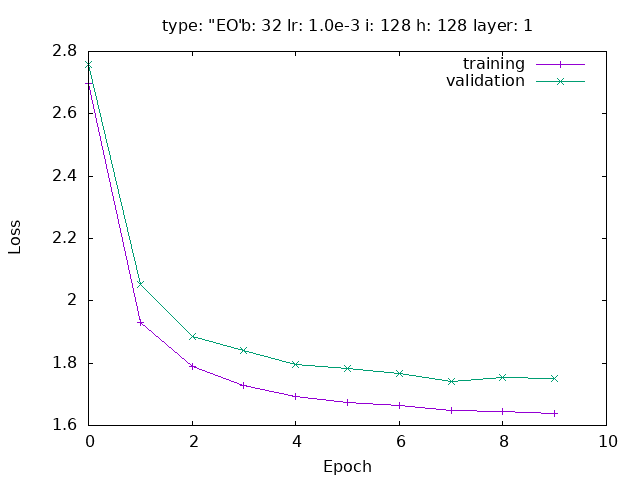 type: "EO"b: 32 lr: 1.0e-3 i: 128 h: 128 layer: 1
training
validation
2.8
2.6
2.4
2.2
2
1.8
1.6
Loss
0 2 4 6 8 10
Epoch